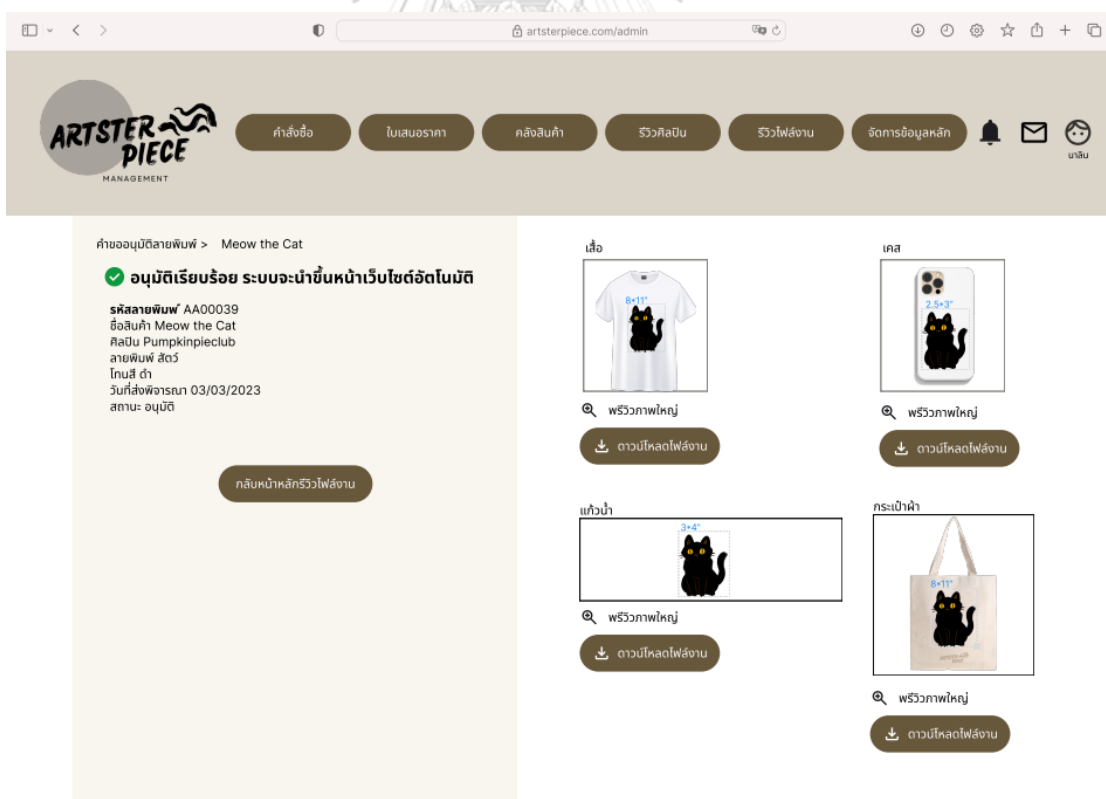 artsterpiece.com/admin
ARTSTER
PIECE
MANAGEMENT
คำสั่งซื้อ
ใบเสนอราคา
คลังสินค้า
รีวิวศิลปิน
รีวิวไฟล์งาน
จัดการข้อมูลหลัก
นาลิน
คำขออนุมัติลายพิมพ์ > Meow the Cat
อนุมัติเรียบร้อย ระบบจะนำขึ้นหน้าเว็บไซต์อัตโนมัติ
รหัสลายพิมพ์ AA00039
ชื่อสินค้า Meow the Cat
ศิลปิน Pumpkinpieclub
ลายพิมพ์ สัตว์
โทนสี ดำ
วันที่ส่งพิจารณา 03/03/2023
สถานะ อนุมัติ
กลับหน้าหลักรีวิวไฟล์งาน
เสื้อ
8*11"
พรีวิวภาพใหญ่
ดาวน์โหลดไฟล์งาน
เคส
2.5*3"
พรีวิวภาพใหญ่
ดาวน์โหลดไฟล์งาน
แก้วน้ำ
3*4"
พรีวิวภาพใหญ่
ดาวน์โหลดไฟล์งาน
กระเป๋าผ้า
8*11"
ARTSTER
PIECE
พรีวิวภาพใหญ่
ดาวน์โหลดไฟล์งาน